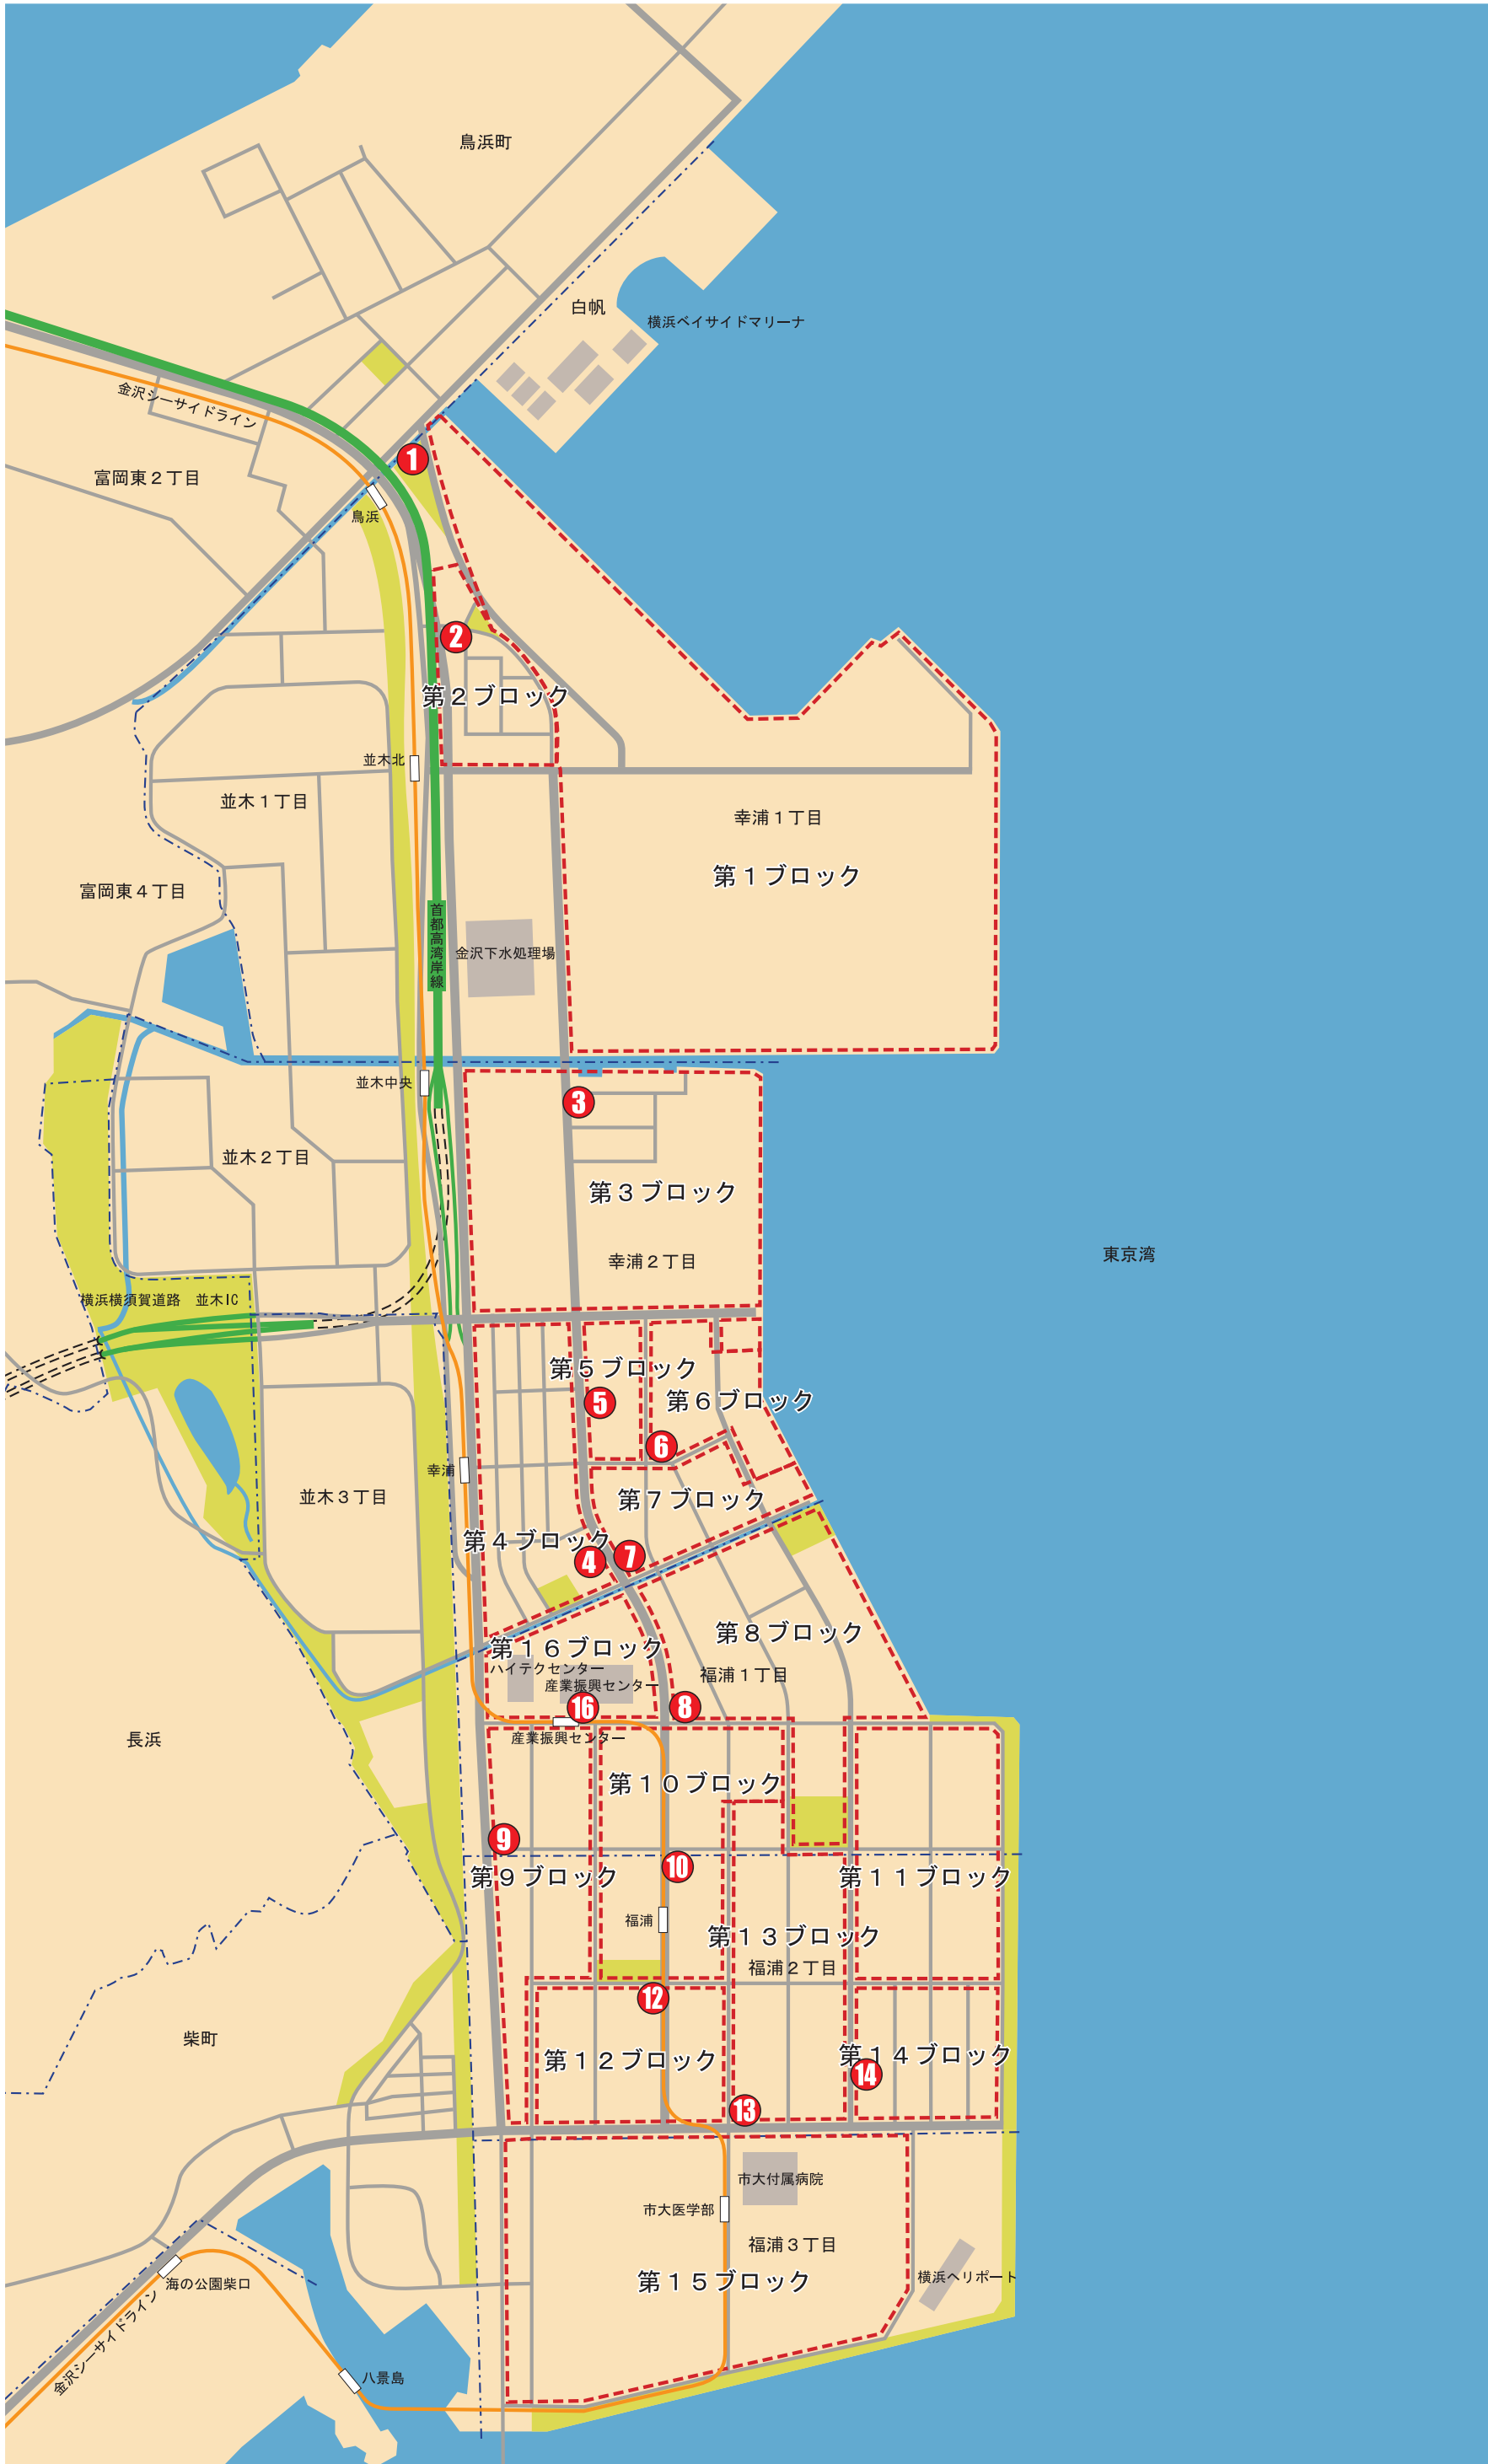 鳥浜町
白帆
横浜ベイサイドマリーナ
金沢シーサイドライン
1
富岡東２丁目
鳥浜
2
第２ブロック
並木北
並木１丁目
幸浦１丁目
第１ブロック
富岡東４丁目
首都高湾岸線
金沢下水処理場
並木中央
3
並木２丁目
第３ブロック
東京湾
幸浦２丁目
横浜横須賀道路　並木IC
第５ブロック
5
第６ブロック
6
幸浦
並木３丁目
第７ブロック
第４ブロック
4
7
第８ブロック
第１６ブロック
ハイテクセンター
福浦１丁目
産業振興センター
16
8
長浜
産業振興センター
第１０ブロック
9
10
第９ブロック
第１１ブロック
福浦
第１３ブロック
福浦２丁目
12
柴町
第１２ブロック
第１４ブロック
14
13
市大付属病院
市大医学部
福浦３丁目
横浜ヘリポート
第１５ブロック
海の公園柴口
金沢シーサイドライン
八景島